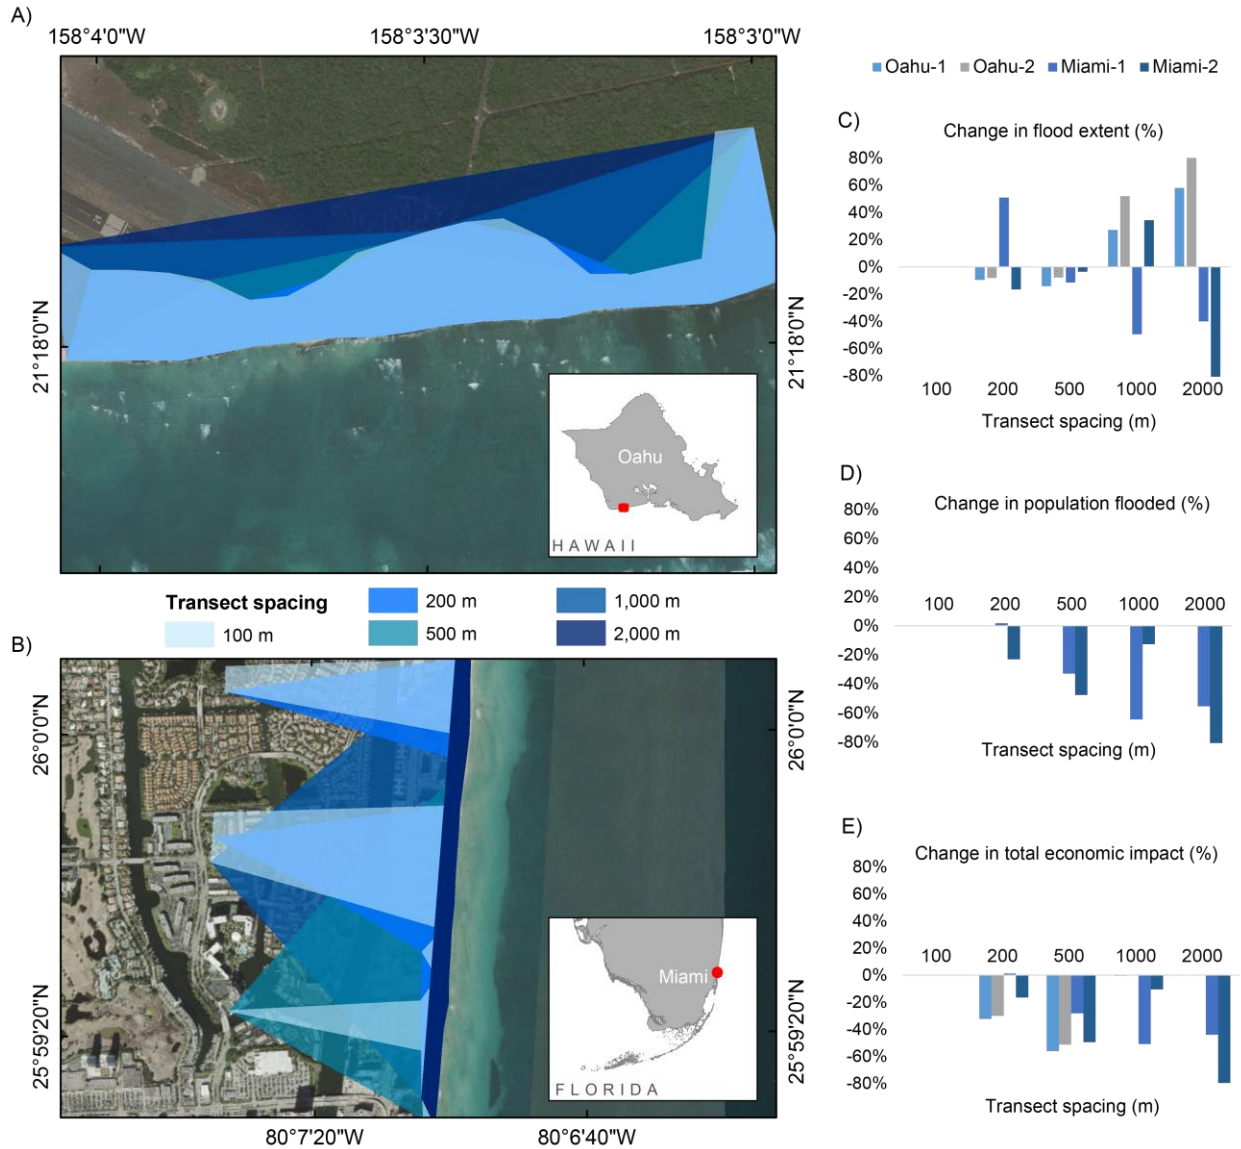 A)
158°4'0"W
158°3'30"W
158°3'0"W
21°18'0"N
21°18'0"N
Oahu
HAWAII
Transect spacing
100 m
200 m
500 m
1,000 m
2,000 m
B)
26°0'0"N
26°0'0"N
25°59'20"N
25°59'20"N
Miami
FLORIDA
80°7'20"W
80°6'40"W
Oahu-1
Oahu-2
Miami-1
Miami-2
C)
Change in flood extent (%)
80%
60%
40%
20%
0%
-20%
-40%
-60%
-80%
100 200 500 1000 2000
Transect spacing (m)
D)
Change in population flooded (%)
80%
60%
40%
20%
100 200 500 1000 2000
0%
-20%
-40%
-60%
-80%
Transect spacing (m)
E)
Change in total economic impact (%)
80%
60%
40%
20%
100 200 500 1000 2000
0%
-20%
-40%
-60%
-80%
Transect spacing (m)